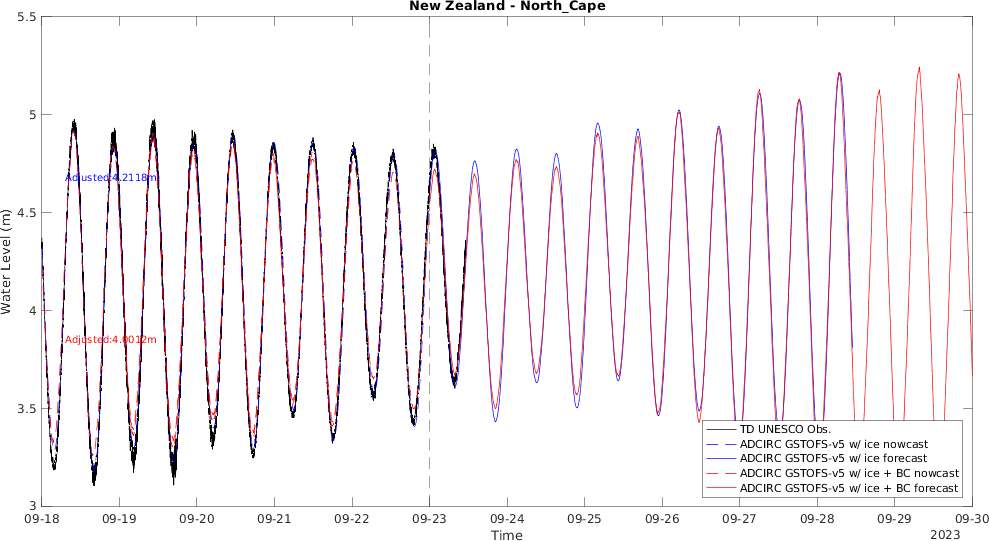 New Zealand - North_Cape
5.5
5
4.5
4
3.5
3
Water Level (m)
Adjusted:4.2118m
Adjusted:4.0012m
TD UNESCO Obs.
ADCIRC GSTOFS-v5 w/ ice nowcast
ADCIRC GSTOFS-v5 w/ ice forecast
ADCIRC GSTOFS-v5 w/ ice + BC nowcast
ADCIRC GSTOFS-v5 w/ ice + BC forecast
09-18 09-19 09-20 09-21 09-22 09-23 09-24 09-25 09-26 09-27 09-28 09-29 09-30
Time
2023